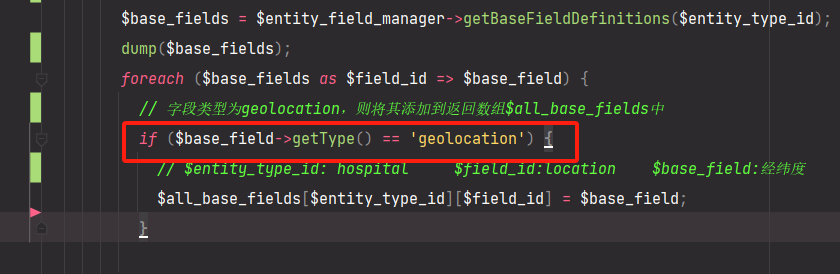 $base_fields = $entity_field_manager->getBaseFieldDefinitions($entity_type_id);
dump($base_fields);
foreach ($base_fields as $field_id => $base_field) {
// 字段类型为geolocation，则将其添加到返回数组$all_base_fields中
if ($base_field->getType() == 'geolocation') {
// $entity_type_id: hospital $field_id:location $base_field:经纬度
$all_base_fields[$entity_type_id][$field_id] = $base_field;
}